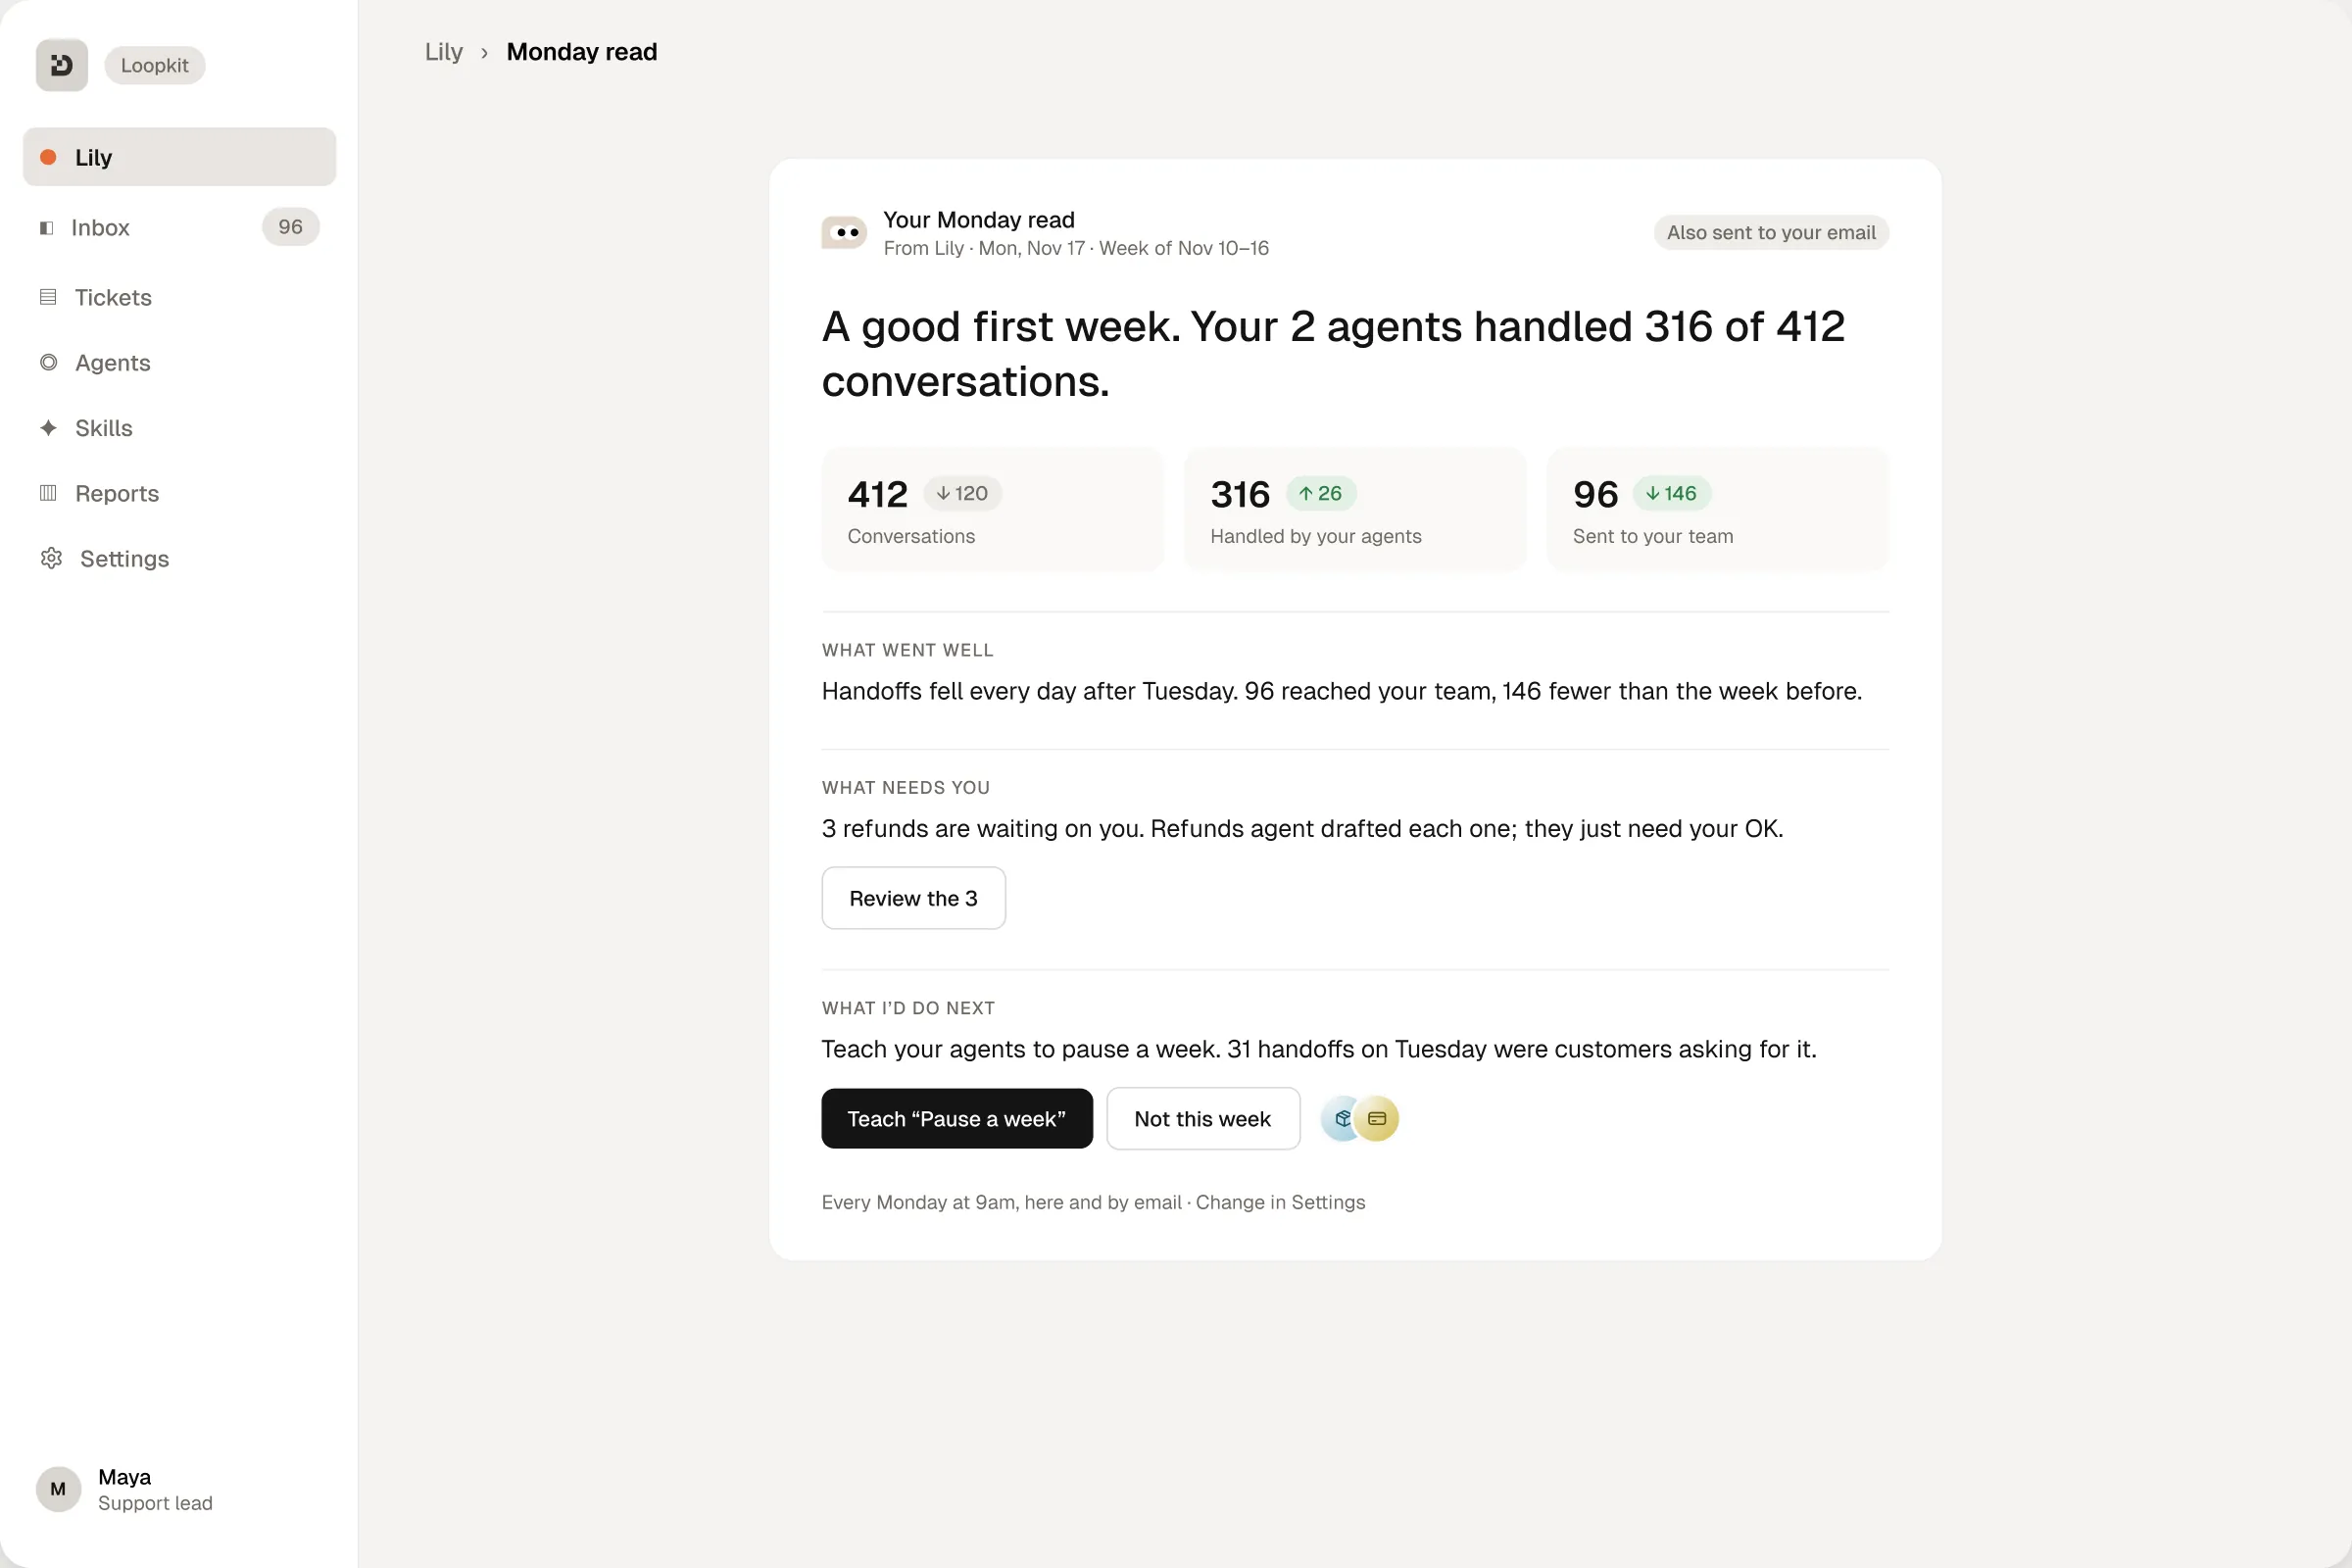 Loopkit
Lily
Inbox 96
Tickets
Agents
Skills
Reports
Settings
M
Maya
Support lead
Lily › Monday read
Your Monday read
From Lily · Mon, Nov 17 · Week of Nov 10–16
Also sent to your email
A good first week. Your 2 agents handled 316 of 412
conversations.
412 ↓ 120
Conversations
316 ↑ 26
Handled by your agents
96 ↓ 146
Sent to your team
WHAT WENT WELL
Handoffs fell every day after Tuesday. 96 reached your team, 146 fewer than the week before.
WHAT NEEDS YOU
3 refunds are waiting on you. Refunds agent drafted each one; they just need your OK.
Review the 3
WHAT I’D DO NEXT
Teach your agents to pause a week. 31 handoffs on Tuesday were customers asking for it.
Teach “Pause a week”
Not this week
Every Monday at 9am, here and by email · Change in Settings